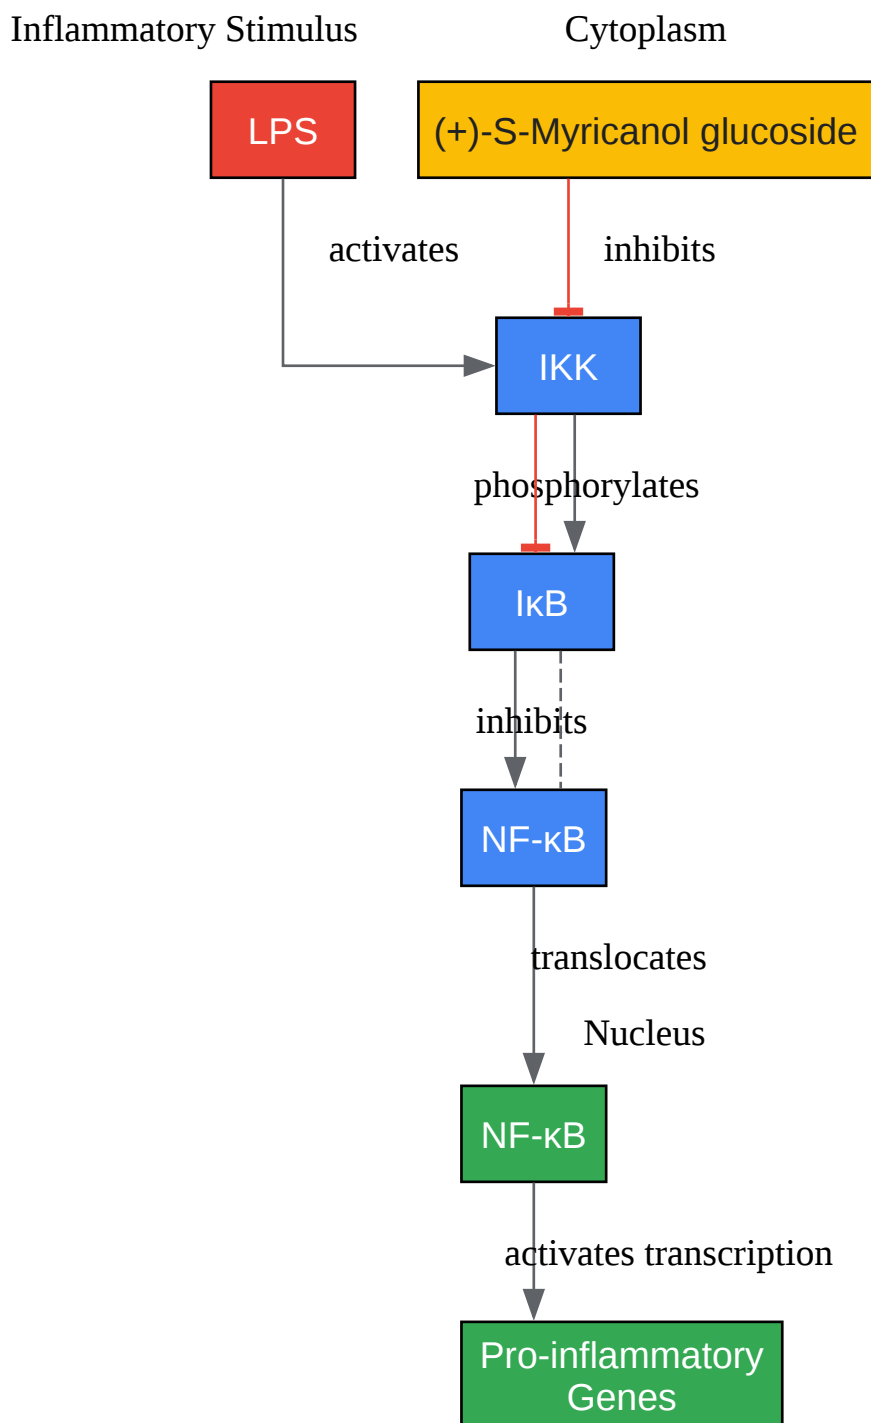 Inflammatory Stimulus
Cytoplasm
LPS
(+)-S-Myricanol glucoside
activates
inhibits
IKK
phosphorylates
IκB
inhibits
NF-κB
translocates
Nucleus
NF-κB
activates transcription
Pro-inflammatory
Genes